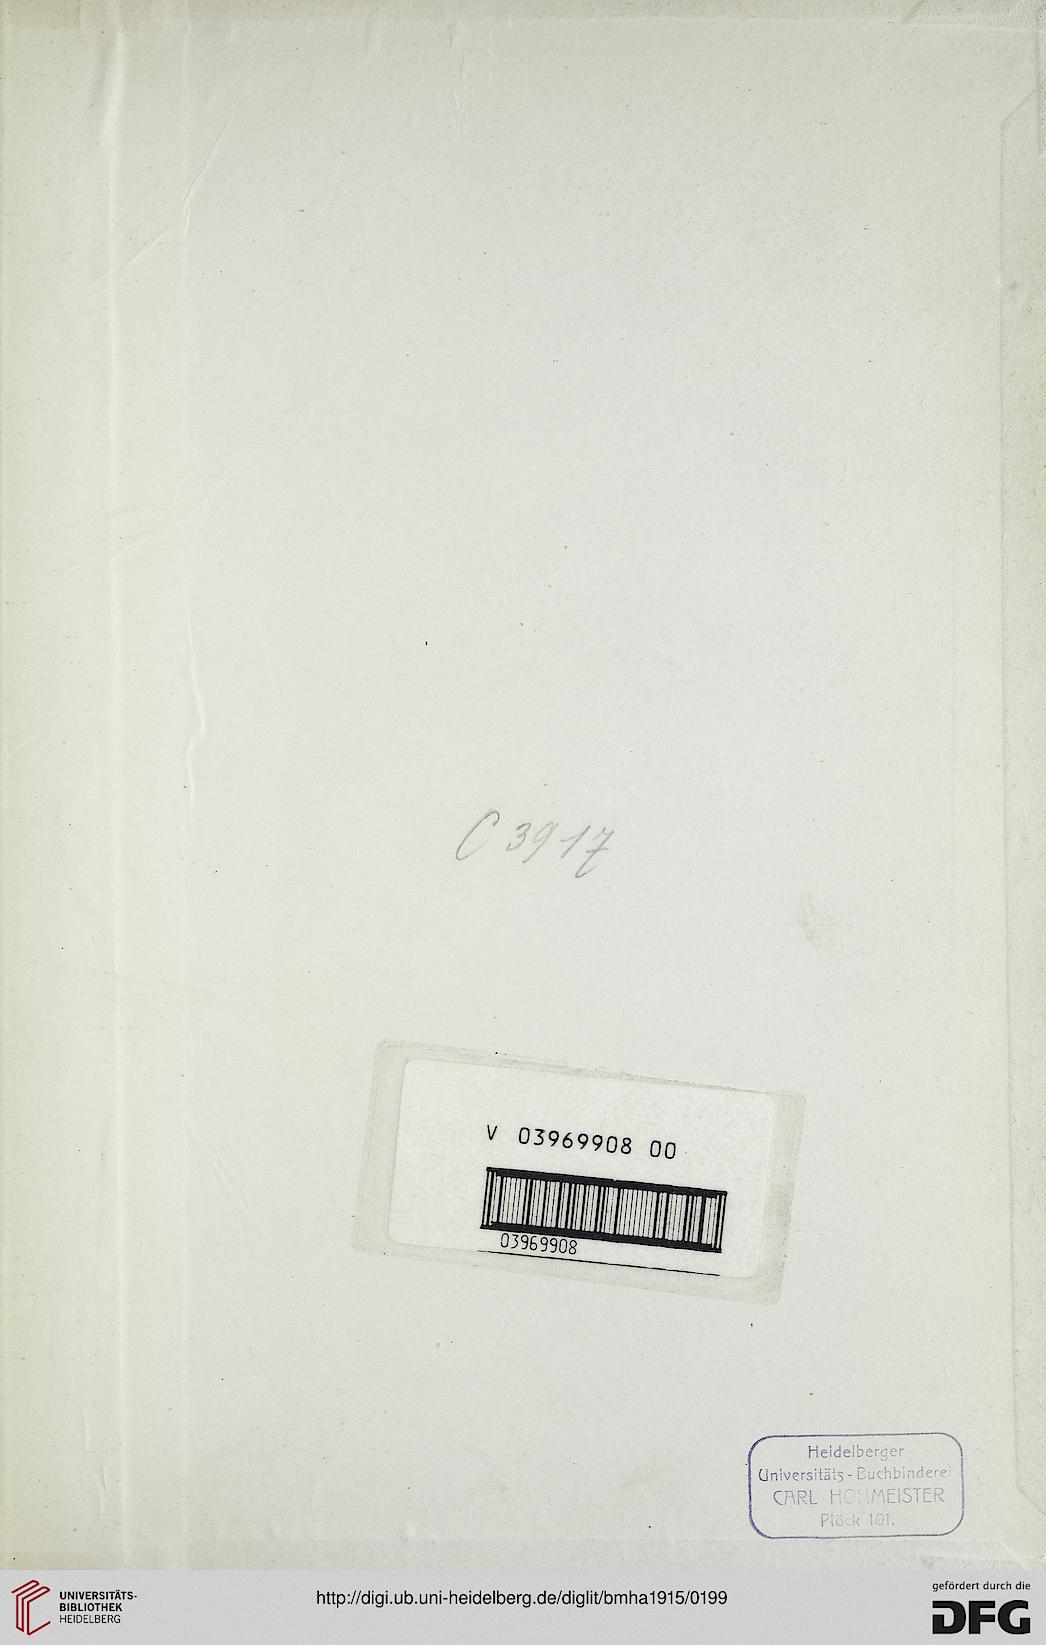 C 3917
V 03969908 00
03969908
Heidelberger
Universitäts-Buchbinderei
CARL HOHMEISTER
Plöck 101.
UNIVERSITÄTS-
BIBLIOTHEK
HEIDELBERG
http://digi.ub.uni-heidelberg.de/diglit/bmha1915/0199
gefördert durch die
DFG